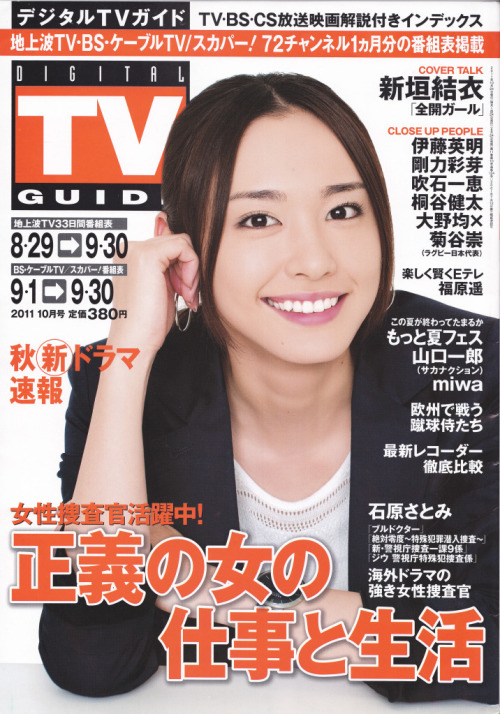 デジタルTVガイド
TV・BS・CS放送映画解説付きインデックス
地上波TV・BS・ケーブルTV/スカパー! 72チャンネル1ヵ月分の番組表掲載
DIGITAL
TV
GUIDE
地上波TV33日間番組表
8・29➡9・30
BS・ケーブルTV/スカパー!番組表
9・1➡9・30
2011 10月号 定価380円
秋新ドラマ
速報
COVER TALK
新垣結衣
「全開ガール」
CLOSE UP PEOPLE
伊藤英明
剛力彩芽
吹石一恵
桐谷健太
大野均×
菊谷崇
(ラグビー日本代表)
楽しく賢くEテレ
福原遥
この夏が終わってたまるか
もっと夏フェス
山口一郎
(サカナクション)
miwa
欧州で戦う
蹴球侍たち
最新レコーダー
徹底比較
石原さとみ
「ブルドクター」
「絶対零度〜特殊犯罪潜入捜査〜」
「新・警視庁捜査一課9係」
「ジウ 警視庁特殊犯捜査係」
海外ドラマの
強き女性捜査官
女性捜査官活躍中!
正義の女の
仕事と生活